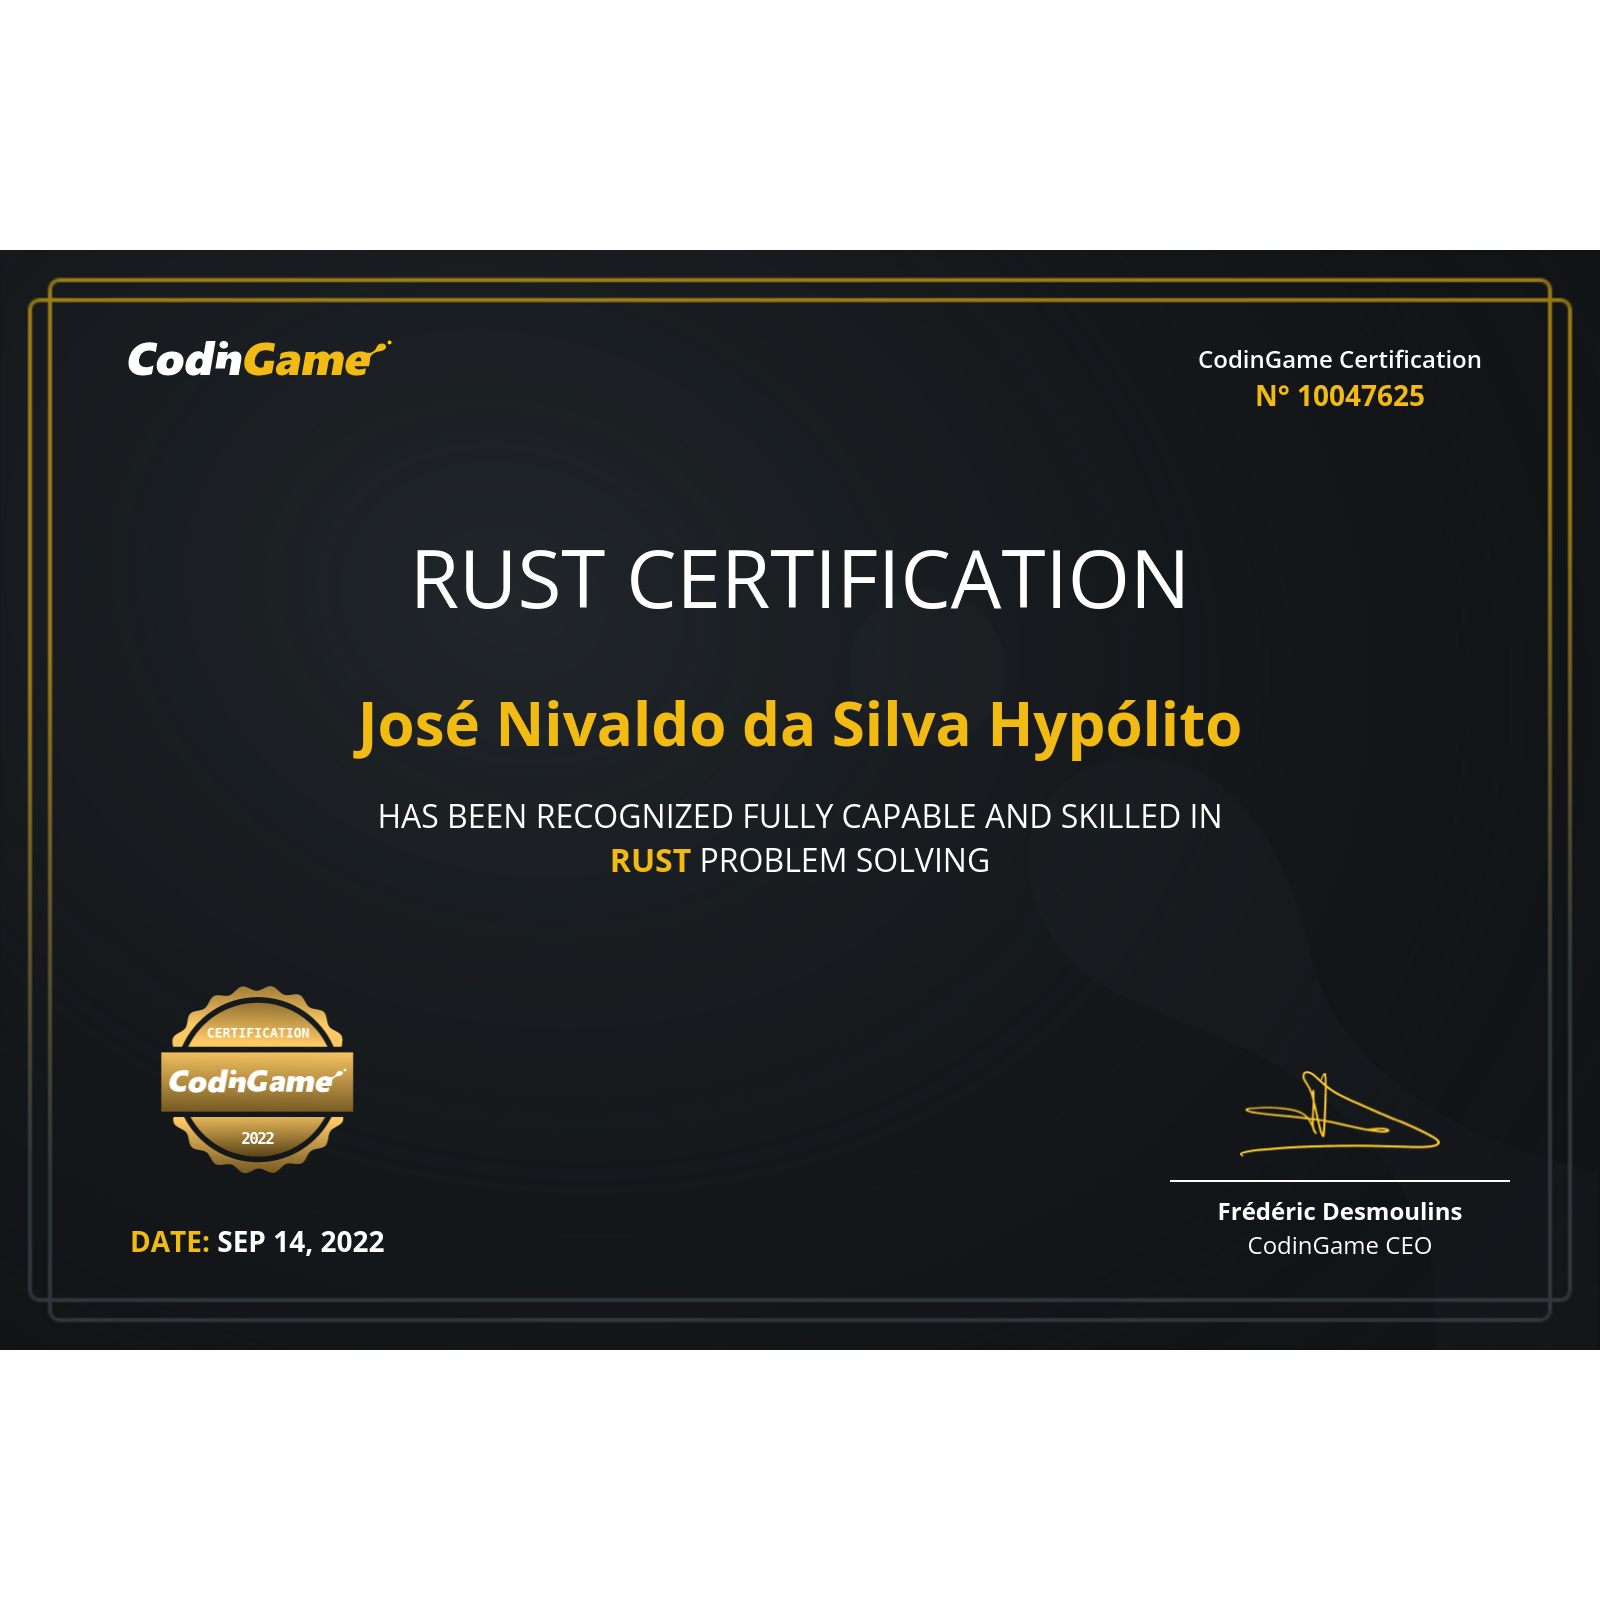 CodinGame
CodinGame Certification
N° 10047625
RUST CERTIFICATION
José Nivaldo da Silva Hypólito
HAS BEEN RECOGNIZED FULLY CAPABLE AND SKILLED IN
RUST PROBLEM SOLVING
CERTIFICATION
CodinGame
2022
DATE: SEP 14, 2022
Frédéric Desmoulins
CodinGame CEO